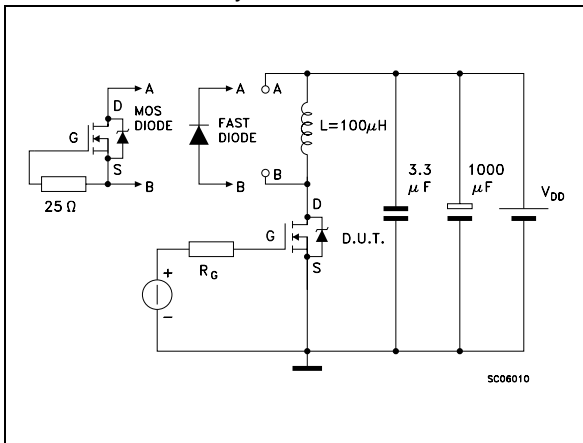 A
D
MOS
DIODE
G
S
25 Ω
B
A
FAST
DIODE
B
A
L=100μH
B
D
G
D.U.T.
S
R_G
+
−
3.3
μF
1000
μF
V_DD
SC06010